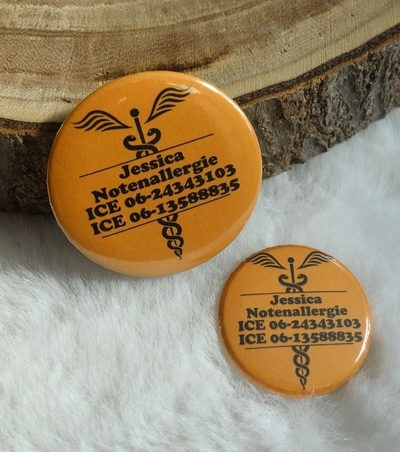 Jessica
Notenallergie
ICE 06-24343103
ICE 06-13588835
Jessica
Notenallergie
ICE 06-24343103
ICE 06-13588835